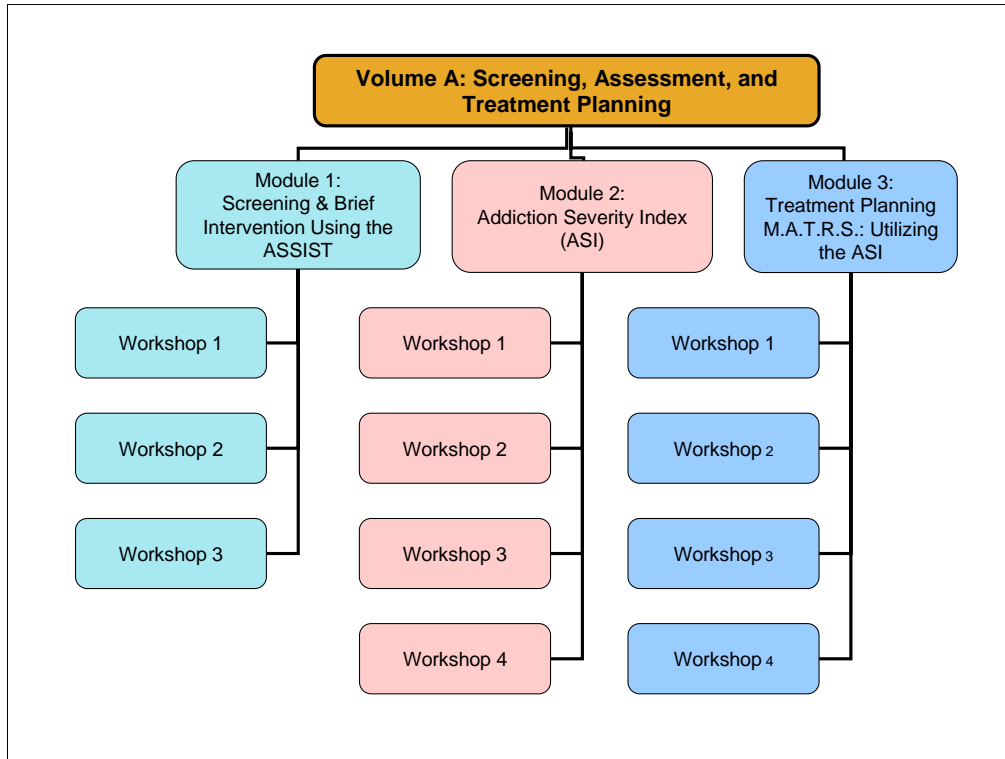 Volume A: Screening, Assessment, and
Treatment Planning
Module 1:
Screening & Brief
Intervention Using the
ASSIST
Module 2:
Addiction Severity Index
(ASI)
Module 3:
Treatment Planning
M.A.T.R.S.: Utilizing
the ASI
Workshop 1
Workshop 1
Workshop 1
Workshop 2
Workshop 2
Workshop 2
Workshop 3
Workshop 3
Workshop 3
Workshop 4
Workshop 4